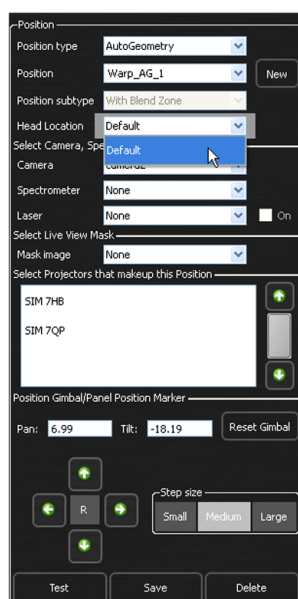 Position
Position type AutoGeometry
Position Warp_AG_1 New
Position subtype With Blend Zone
Head Location Default
Default
Select Camera, Spe
Camera camera2
Spectrometer None
Laser None On
Select Live View Mask
Mask image None
Select Projectors that makeup this Position
SIM 7HB
SIM 7QP
Position Gimbal/Panel Position Marker
Pan: 6.99 Tilt: -18.19 Reset Gimbal
Step size
R Small Medium Large
Test Save Delete